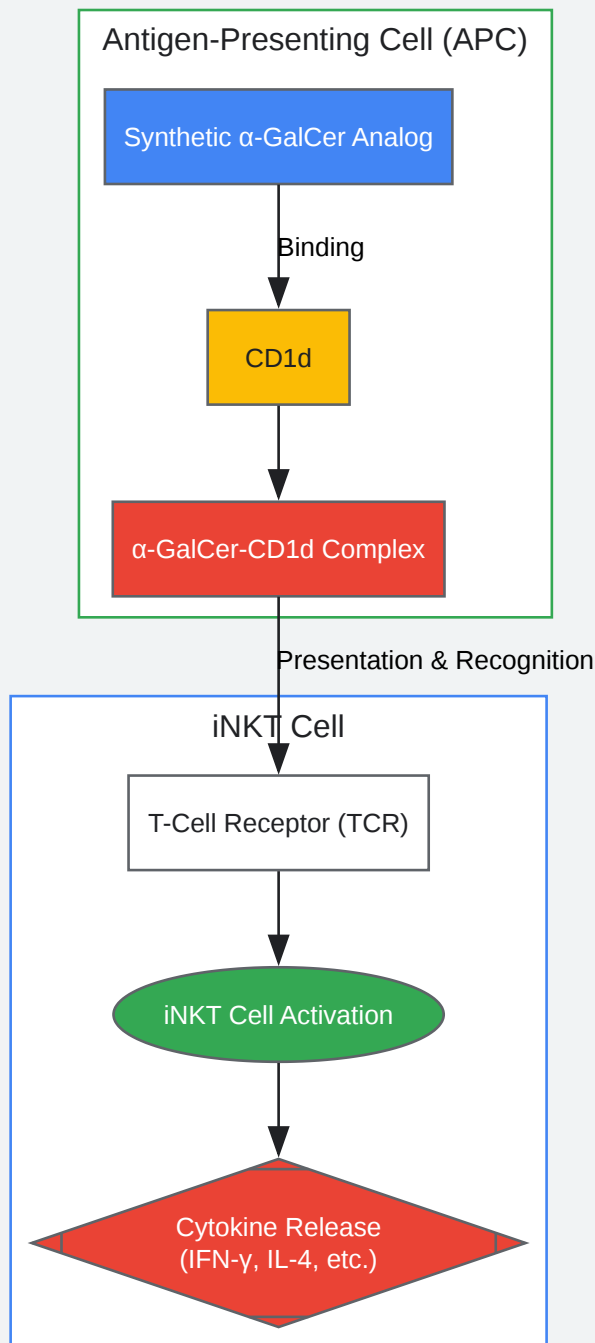 Antigen-Presenting Cell (APC)
Synthetic α-GalCer Analog
Binding
CD1d
α-GalCer-CD1d Complex
Presentation & Recognition
iNKT Cell
T-Cell Receptor (TCR)
iNKT Cell Activation
Cytokine Release
(IFN-γ, IL-4, etc.)